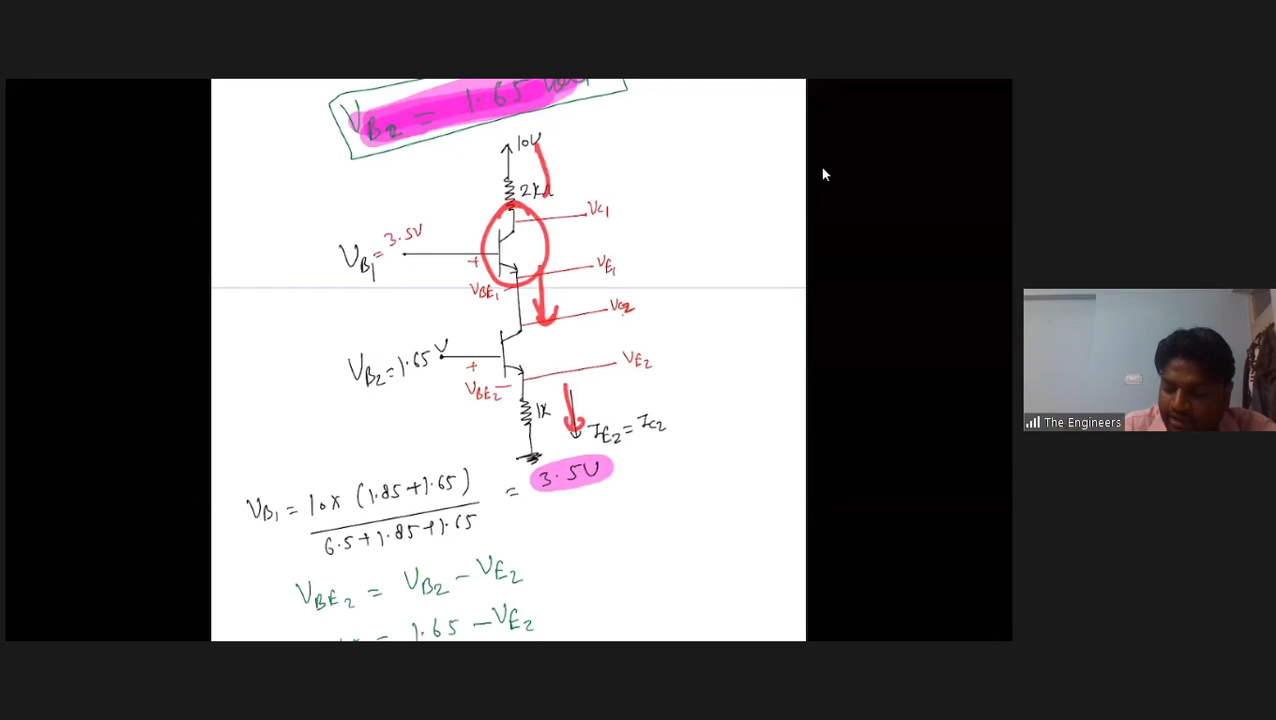 VB2 = 1.65
10V
2KΩ
VC1
VB1 = 3.5V
+
VE1
VBE1 -
VC2
VB2 = 1.65V
+
VE2
VBE2 -
1K
IE2 = IC2
VB1 = 10x (1.85+1.65) / 6.5+1.85+1.65 = 3.5V
VBE2 = VB2 - VE2
= 1.65 - VE2
The Engineers